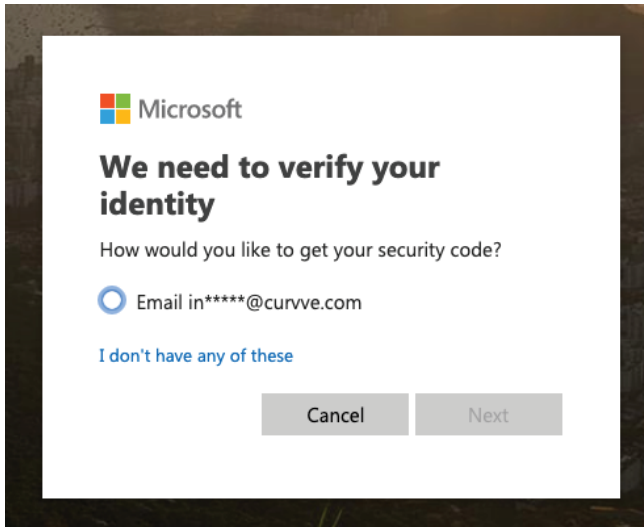 Microsoft
We need to verify your
identity
How would you like to get your security code?
Email in*****@curvve.com
I don't have any of these
Cancel
Next